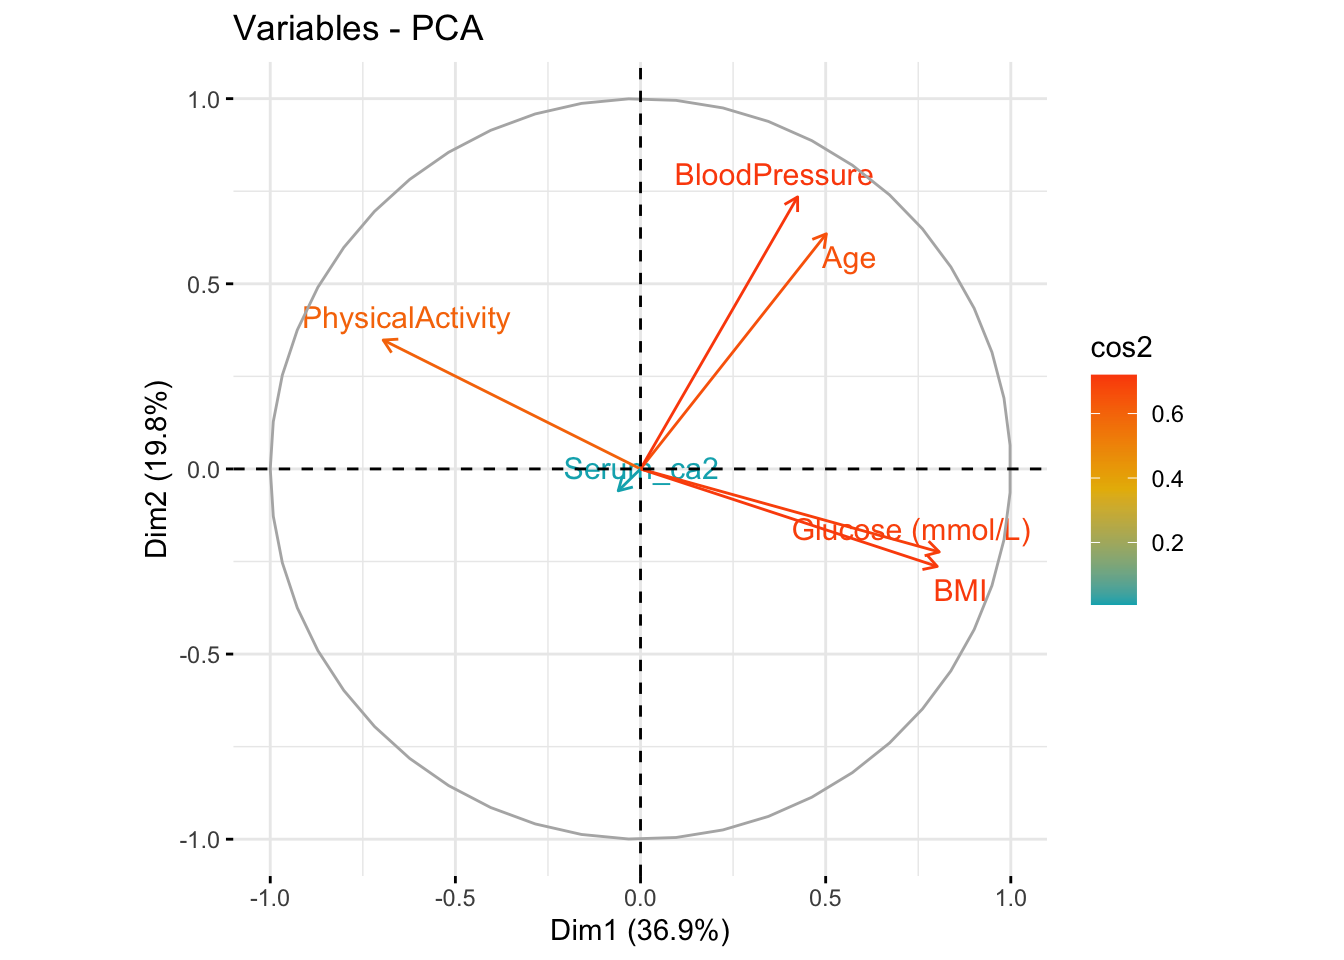 Variables - PCA
1.0
BloodPressure
Age
0.5
PhysicalActivity
cos2
0.6
Serum_ca2
0.0
0.4
Glucose (mmol/L)
0.2
BMI
Dim2 (19.8%)
-0.5
-1.0
-1.0
-0.5
0.0
0.5
1.0
Dim1 (36.9%)